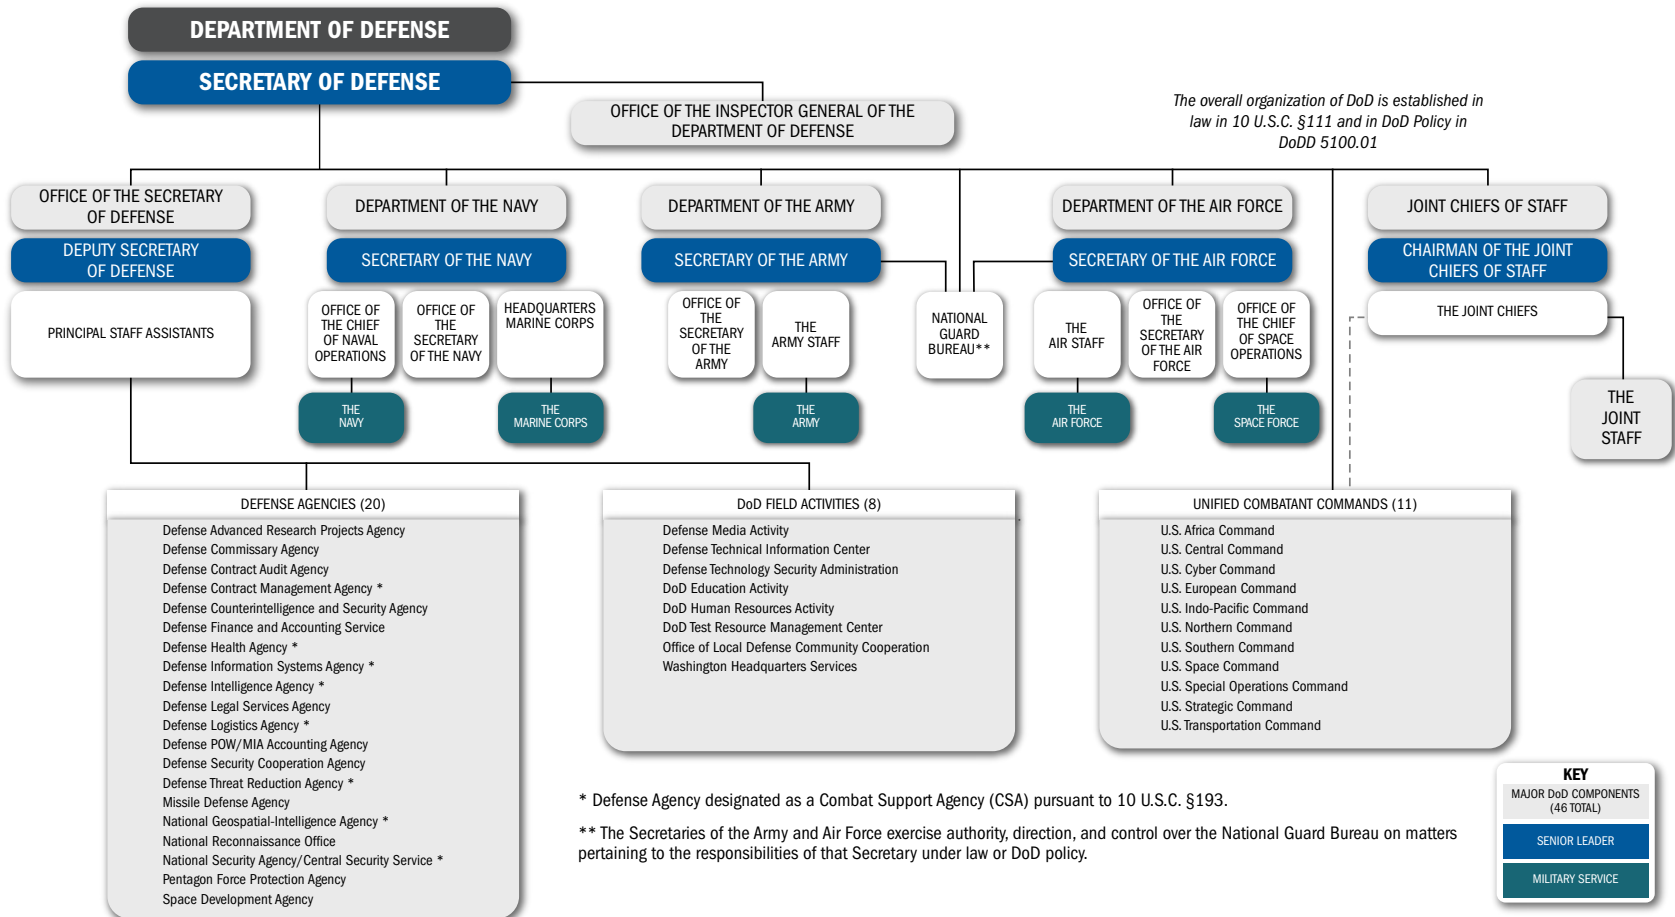 DEPARTMENT OF DEFENSE
SECRETARY OF DEFENSE
OFFICE OF THE INSPECTOR GENERAL OF THE
DEPARTMENT OF DEFENSE
The overall organization of DoD is established in
law in 10 U.S.C. §111 and in DoD Policy in
DoDD 5100.01
OFFICE OF THE SECRETARY
OF DEFENSE
DEPUTY SECRETARY
OF DEFENSE
PRINCIPAL STAFF ASSISTANTS
DEPARTMENT OF THE NAVY
SECRETARY OF THE NAVY
OFFICE OF
THE CHIEF
OF NAVAL
OPERATIONS
OFFICE OF
THE
SECRETARY
OF THE NAVY
HEADQUARTERS
MARINE CORPS
THE
NAVY
THE
MARINE CORPS
DEPARTMENT OF THE ARMY
SECRETARY OF THE ARMY
OFFICE OF
THE
SECRETARY
OF THE
ARMY
THE
ARMY STAFF
THE
ARMY
NATIONAL
GUARD
BUREAU**
DEPARTMENT OF THE AIR FORCE
SECRETARY OF THE AIR FORCE
THE
AIR STAFF
OFFICE OF
THE
SECRETARY
OF THE AIR
FORCE
OFFICE OF
THE CHIEF
OF SPACE
OPERATIONS
THE
AIR FORCE
THE
SPACE FORCE
JOINT CHIEFS OF STAFF
CHAIRMAN OF THE JOINT
CHIEFS OF STAFF
THE JOINT CHIEFS
THE
JOINT
STAFF
DEFENSE AGENCIES (20)
Defense Advanced Research Projects Agency
Defense Commissary Agency
Defense Contract Audit Agency
Defense Contract Management Agency *
Defense Counterintelligence and Security Agency
Defense Finance and Accounting Service
Defense Health Agency *
Defense Information Systems Agency *
Defense Intelligence Agency *
Defense Legal Services Agency
Defense Logistics Agency *
Defense POW/MIA Accounting Agency
Defense Security Cooperation Agency
Defense Threat Reduction Agency *
Missile Defense Agency
National Geospatial-Intelligence Agency *
National Reconnaissance Office
National Security Agency/Central Security Service *
Pentagon Force Protection Agency
Space Development Agency
DoD FIELD ACTIVITIES (8)
Defense Media Activity
Defense Technical Information Center
Defense Technology Security Administration
DoD Education Activity
DoD Human Resources Activity
DoD Test Resource Management Center
Office of Local Defense Community Cooperation
Washington Headquarters Services
UNIFIED COMBATANT COMMANDS (11)
U.S. Africa Command
U.S. Central Command
U.S. Cyber Command
U.S. European Command
U.S. Indo-Pacific Command
U.S. Northern Command
U.S. Southern Command
U.S. Space Command
U.S. Special Operations Command
U.S. Strategic Command
U.S. Transportation Command
* Defense Agency designated as a Combat Support Agency (CSA) pursuant to 10 U.S.C. §193.
** The Secretaries of the Army and Air Force exercise authority, direction, and control over the National Guard Bureau on matters
pertaining to the responsibilities of that Secretary under law or DoD policy.
KEY
MAJOR DoD COMPONENTS
(46 TOTAL)
SENIOR LEADER
MILITARY SERVICE